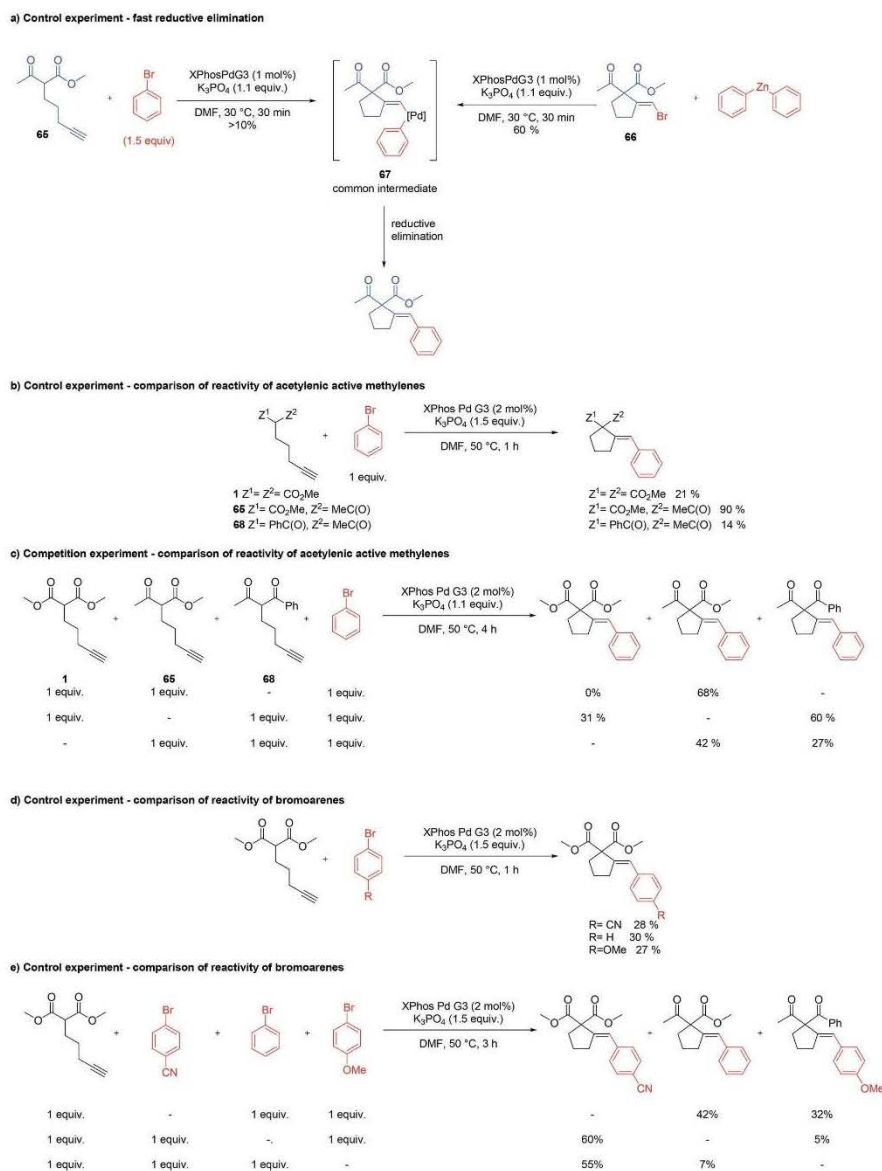 a) Control experiment - fast reductive elimination
O O
O
65
+
Br
(1.5 equiv)
XPhosPdG3 (1 mol%)
K₃PO₄ (1.1 equiv.)
DMF, 30 °C, 30 min
>10%
O O
O
[Pd]
67
common intermediate
XPhosPdG3 (1 mol%)
K₃PO₄ (1.1 equiv.)
DMF, 30 °C, 30 min
60 %
O O
O
Br
66
+
Zn
reductive
elimination
O O
O
b) Control experiment - comparison of reactivity of acetylenic active methylenes
Z¹ Z²
+
Br
1 equiv.
XPhos Pd G3 (2 mol%)
K₃PO₄ (1.5 equiv.)
DMF, 50 °C, 1 h
Z¹ Z²
1 Z¹= Z²= CO₂Me
65 Z¹= CO₂Me, Z²= MeC(O)
68 Z¹= PhC(O), Z²= MeC(O)
Z¹= Z²= CO₂Me 21 %
Z¹= CO₂Me, Z²= MeC(O) 90 %
Z¹= PhC(O), Z²= MeC(O) 14 %
c) Competition experiment - comparison of reactivity of acetylenic active methylenes
O O
O O
1
+
O O
O
65
+
O O
Ph
68
+
Br
XPhos Pd G3 (2 mol%)
K₃PO₄ (1.1 equiv.)
DMF, 50 °C, 4 h
O O
O O
+
O O
O
+
O O
Ph
1 equiv. 1 equiv. - 1 equiv. 0% 68% -
1 equiv. - 1 equiv. 1 equiv. 31 % - 60 %
- 1 equiv. 1 equiv. 1 equiv. - 42 % 27%
d) Control experiment - comparison of reactivity of bromoarenes
O O
O O
+
Br
R
XPhos Pd G3 (2 mol%)
K₃PO₄ (1.5 equiv.)
DMF, 50 °C, 1 h
O O
O O
R
R= CN 28 %
R= H 30 %
R=OMe 27 %
e) Control experiment - comparison of reactivity of bromoarenes
O O
O O
+
Br
CN
+
Br
+
Br
OMe
XPhos Pd G3 (2 mol%)
K₃PO₄ (1.5 equiv.)
DMF, 50 °C, 3 h
O O
O O
CN
+
O O
O
+
O O
Ph
OMe
1 equiv. - 1 equiv. 1 equiv. - 42% 32%
1 equiv. 1 equiv. -. 1 equiv. 60% - 5%
1 equiv. 1 equiv. 1 equiv. - 55% 7% -